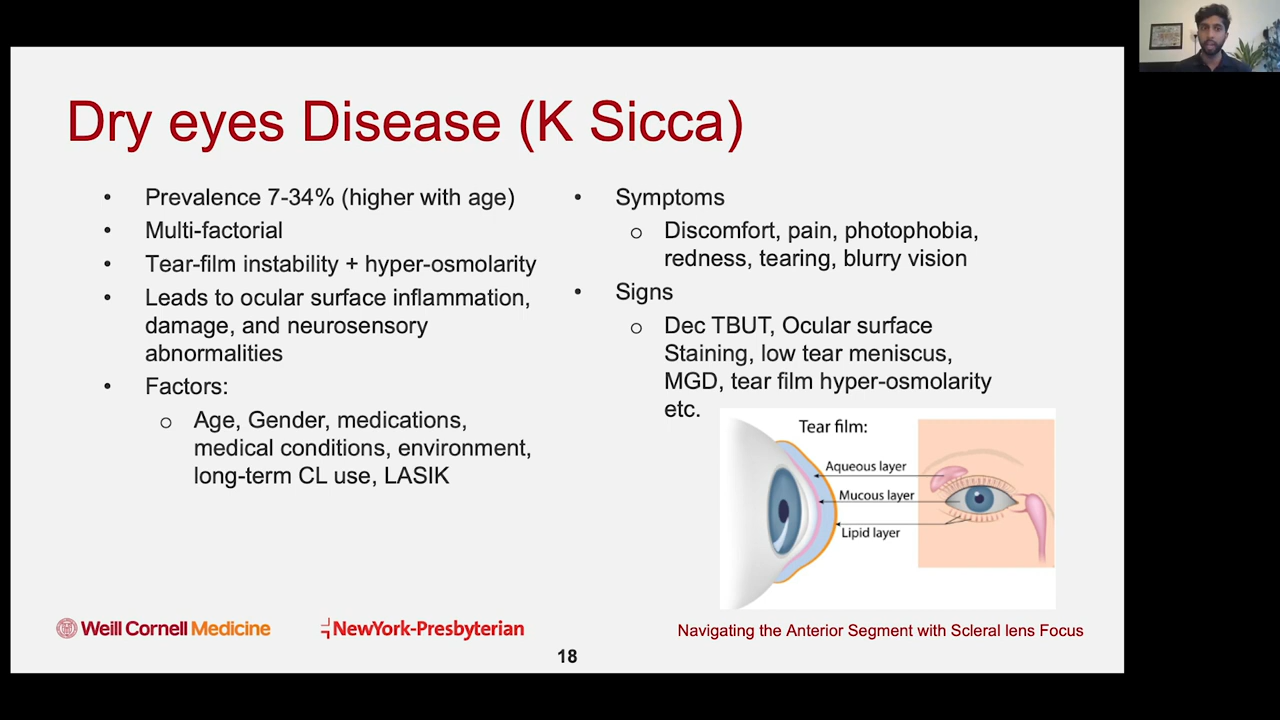 Dry eyes Disease (K Sicca)
• Prevalence 7-34% (higher with age)
• Multi-factorial
• Tear-film instability + hyper-osmolarity
• Leads to ocular surface inflammation,
damage, and neurosensory
abnormalities
• Factors:
o Age, Gender, medications,
medical conditions, environment,
long-term CL use, LASIK
• Symptoms
o Discomfort, pain, photophobia,
redness, tearing, blurry vision
• Signs
o Dec TBUT, Ocular surface
Staining, low tear meniscus,
MGD, tear film hyper-osmolarity
etc.
Tear film:
Aqueous layer
Mucous layer
Lipid layer
Weill Cornell Medicine
NewYork-Presbyterian
Navigating the Anterior Segment with Scleral lens Focus
18